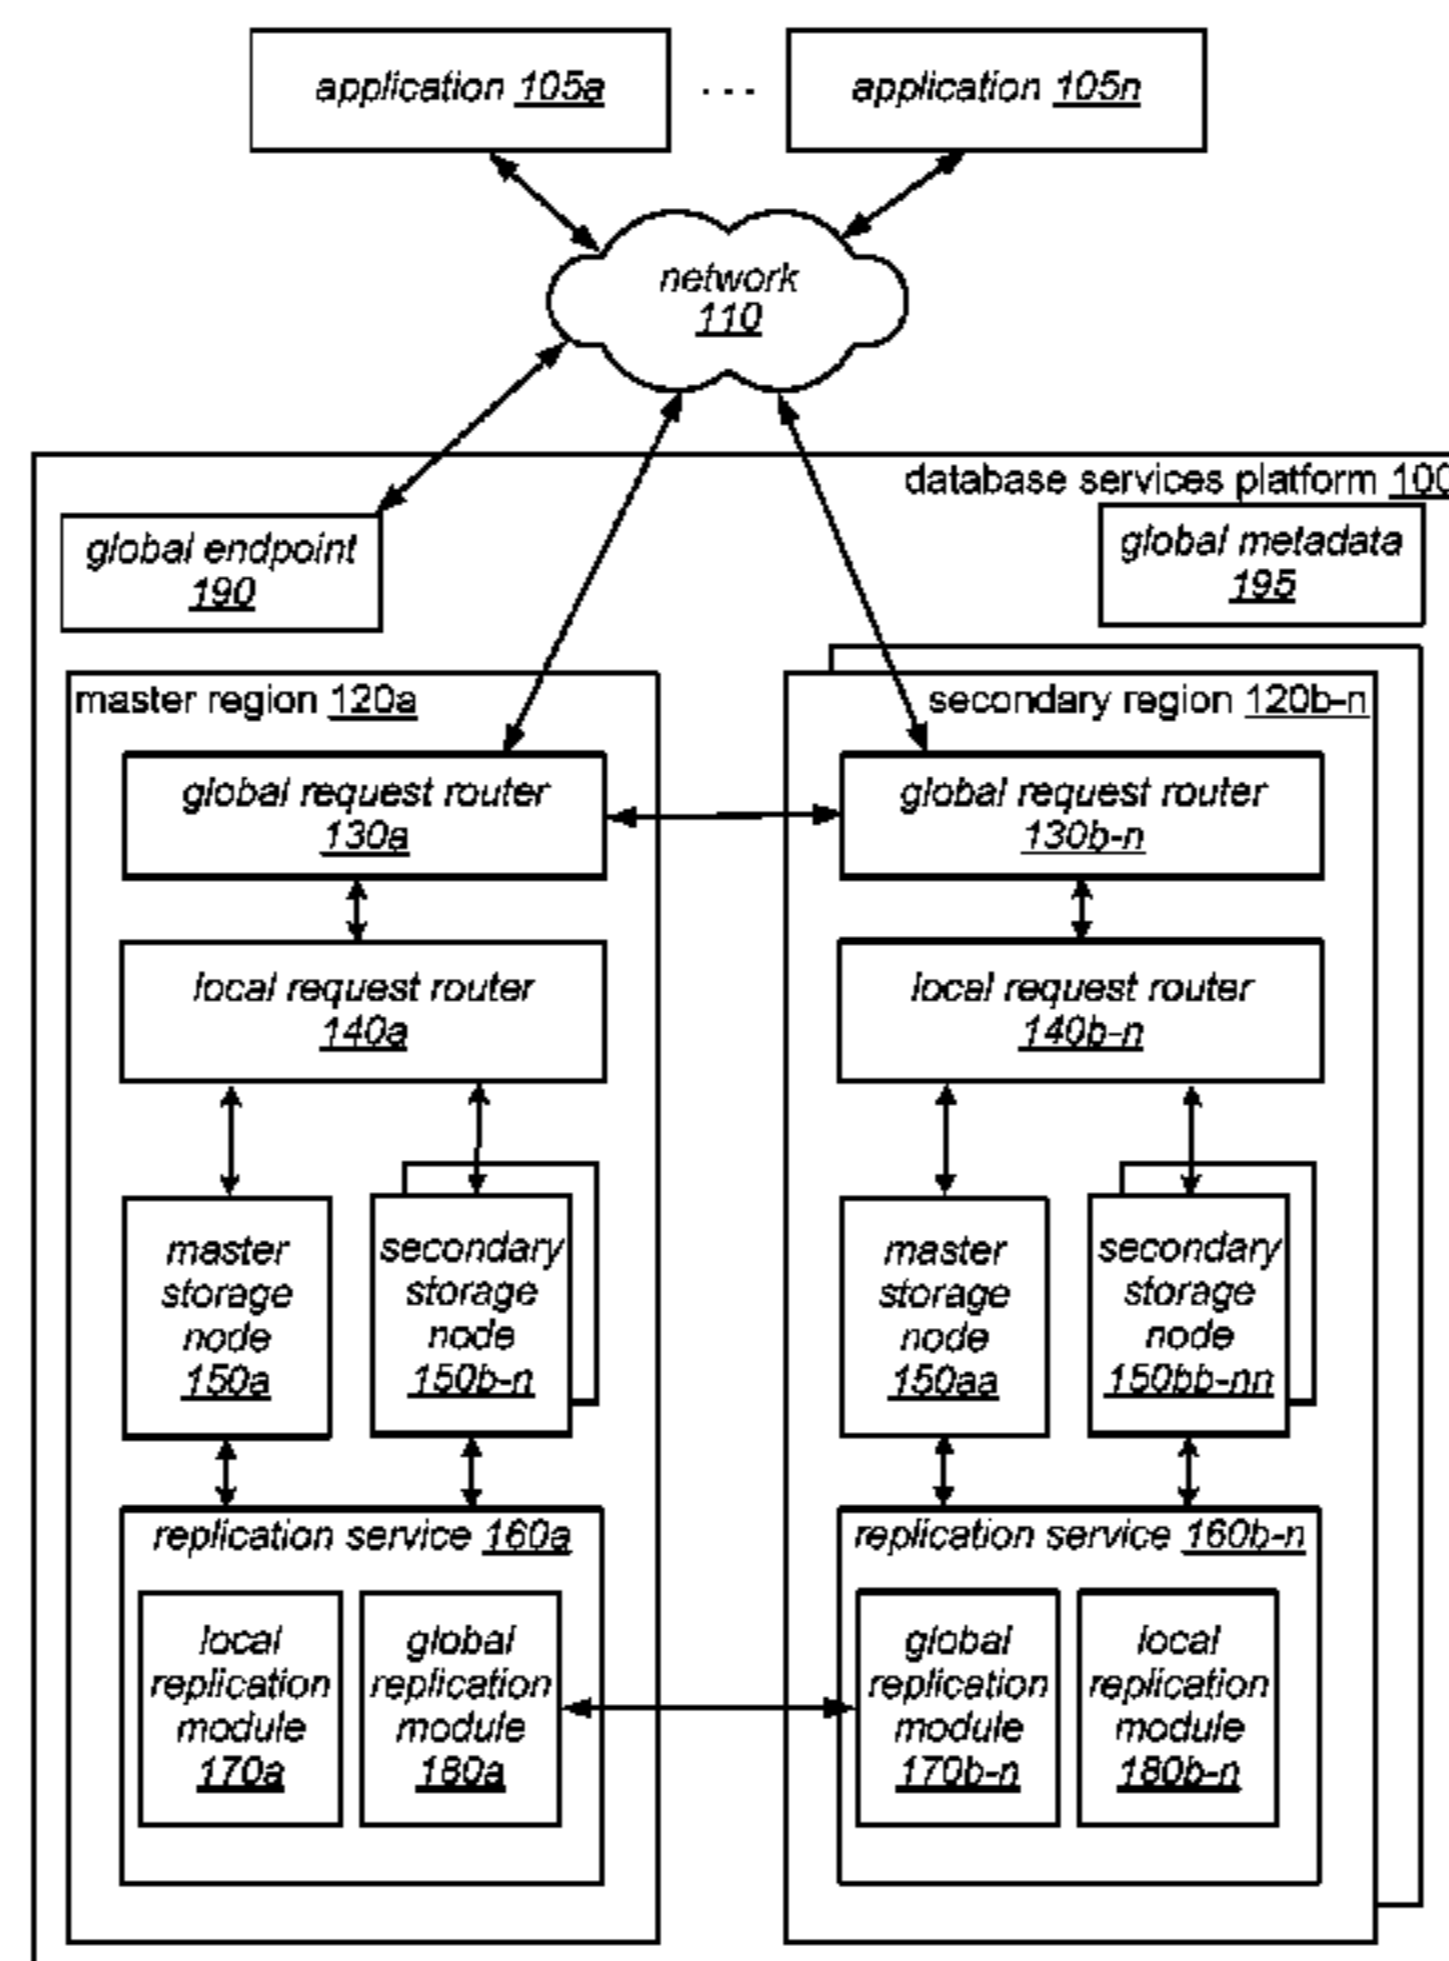 application 105a
. . .
application 105n
network
110
database services platform 100
global endpoint
190
global metadata
195
master region 120a
global request router
130a
local request router
140a
master
storage
node
150a
secondary
storage
node
150b-n
replication service 160a
local
replication
module
170a
global
replication
module
180a
secondary region 120b-n
global request router
130b-n
local request router
140b-n
master
storage
node
150aa
secondary
storage
node
150bb-nn
replication service 160b-n
global
replication
module
170b-n
local
replication
module
180b-n